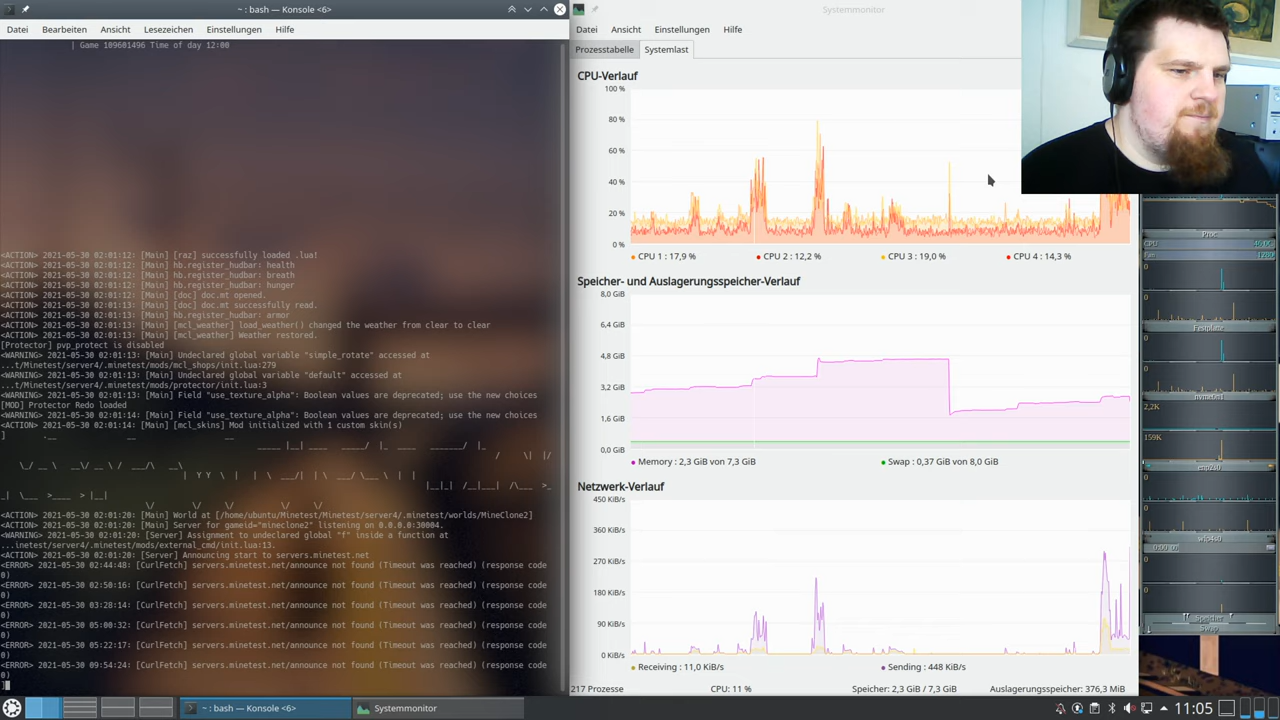 ~ : bash — Konsole <6>
Datei Bearbeiten Ansicht Lesezeichen Einstellungen Hilfe
| Game 109601496 Time of day 12:00
<ACTION> 2021-05-30 02:01:12: [Main] [raz] successfully loaded .lua!
<ACTION> 2021-05-30 02:01:12: [Main] hb.register_hudbar: health
<ACTION> 2021-05-30 02:01:12: [Main] hb.register_hudbar: breath
<ACTION> 2021-05-30 02:01:12: [Main] hb.register_hudbar: hunger
<ACTION> 2021-05-30 02:01:12: [Main] [doc] doc.mt opened.
<ACTION> 2021-05-30 02:01:13: [Main] [doc] doc.mt successfully read.
<ACTION> 2021-05-30 02:01:13: [Main] hb.register_hudbar: armor
<ACTION> 2021-05-30 02:01:13: [Main] [mcl_weather] load_weather() changed the weather from clear to clear
<ACTION> 2021-05-30 02:01:13: [Main] [mcl_weather] Weather restored.
[Protector] pvp_protect is disabled
<WARNING> 2021-05-30 02:01:13: [Main] Undeclared global variable "simple_rotate" accessed at
...t/Minetest/server4/.minetest/mods/mcl_shops/init.lua:279
<WARNING> 2021-05-30 02:01:13: [Main] Undeclared global variable "default" accessed at
...t/Minetest/server4/.minetest/mods/protector/init.lua:3
<WARNING> 2021-05-30 02:01:13: [Main] Field "use_texture_alpha": Boolean values are deprecated; use the new choices
[MOD] Protector Redo loaded
<WARNING> 2021-05-30 02:01:14: [Main] Field "use_texture_alpha": Boolean values are deprecated; use the new choices
<ACTION> 2021-05-30 02:01:14: [Main] [mcl_skins] Mod initialized with 1 custom skin(s)
<ACTION> 2021-05-30 02:01:20: [Main] World at [/home/ubuntu/Minetest/Minetest/server4/.minetest/worlds/MineClone2]
<ACTION> 2021-05-30 02:01:20: [Main] Server for gameid="mineclone2" listening on 0.0.0.0:30004.
<WARNING> 2021-05-30 02:01:20: [Server] Assignment to undeclared global "f" inside a function at
...inetest/server4/.minetest/mods/external_cmd/init.lua:13.
<ACTION> 2021-05-30 02:01:20: [Server] Announcing start to servers.minetest.net
<ERROR> 2021-05-30 02:44:48: [CurlFetch] servers.minetest.net/announce not found (Timeout was reached) (response code
0)
<ERROR> 2021-05-30 02:50:16: [CurlFetch] servers.minetest.net/announce not found (Timeout was reached) (response code
0)
<ERROR> 2021-05-30 03:28:14: [CurlFetch] servers.minetest.net/announce not found (Timeout was reached) (response code
0)
<ERROR> 2021-05-30 05:00:32: [CurlFetch] servers.minetest.net/announce not found (Timeout was reached) (response code
0)
<ERROR> 2021-05-30 05:22:17: [CurlFetch] servers.minetest.net/announce not found (Timeout was reached) (response code
0)
<ERROR> 2021-05-30 09:54:24: [CurlFetch] servers.minetest.net/announce not found (Timeout was reached) (response code
0)
]
Systemmonitor
Datei Ansicht Einstellungen Hilfe
Prozesstabelle Systemlast
CPU-Verlauf
100 %
80 %
60 %
40 %
20 %
0 %
CPU 1 : 17,9 % CPU 2 : 12,2 % CPU 3 : 19,0 % CPU 4 : 14,3 %
Speicher- und Auslagerungsspeicher-Verlauf
8,0 GiB
6,4 GiB
4,8 GiB
3,2 GiB
1,6 GiB
0,0 GiB
Memory : 2,3 GiB von 7,3 GiB Swap : 0,37 GiB von 8,0 GiB
Netzwerk-Verlauf
450 KiB/s
360 KiB/s
270 KiB/s
180 KiB/s
90 KiB/s
0 KiB/s
Receiving : 11,0 KiB/s Sending : 448 KiB/s
217 Prozesse CPU: 11 % Speicher: 2,3 GiB / 7,3 GiB Auslagerungsspeicher: 376,3 MiB
Proc
CPU
Fan
0
0
Festplatte
0
0
nvme0n1
2,2K
159K
enp2s0
0
0
0
0
Speicher
Swap
~ : bash — Konsole <6> Systemmonitor 11:05